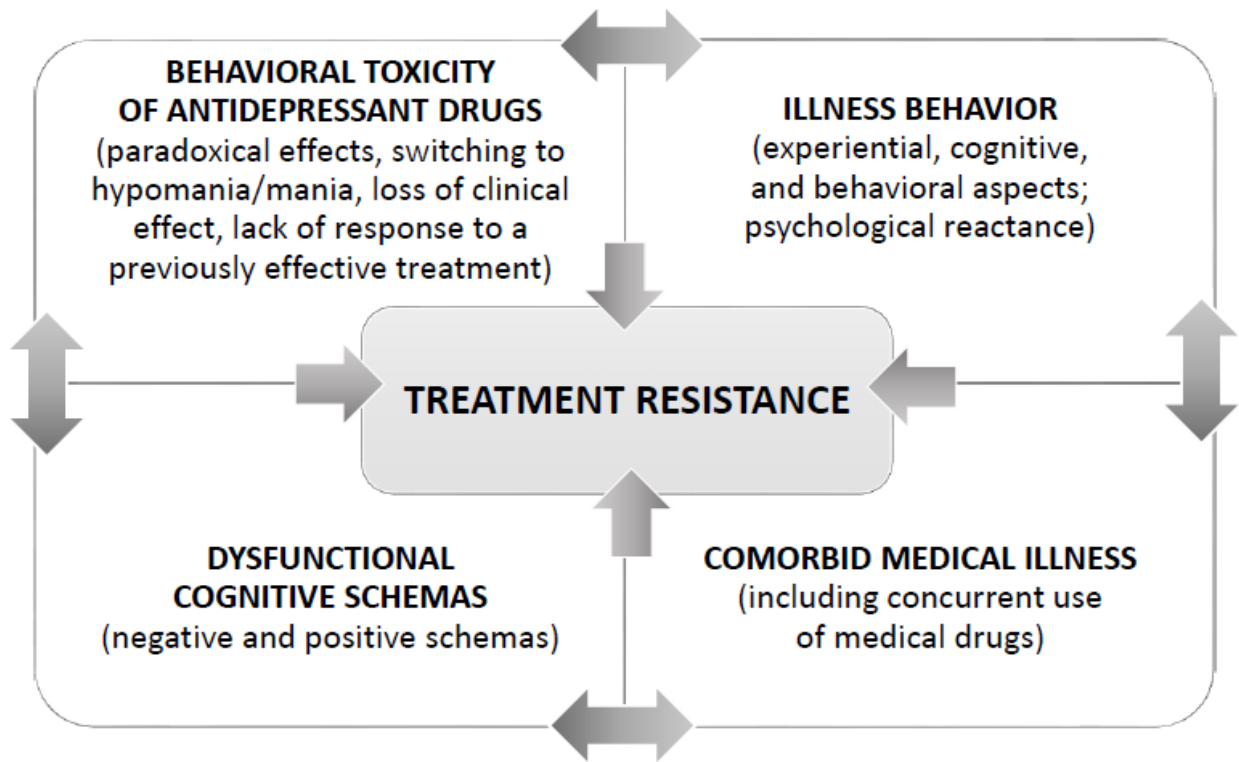 BEHAVIORAL TOXICITY
OF ANTIDEPRESSANT DRUGS
(paradoxical effects, switching to
hypomania/mania, loss of clinical
effect, lack of response to a
previously effective treatment)
ILLNESS BEHAVIOR
(experiential, cognitive,
and behavioral aspects;
psychological reactance)
TREATMENT RESISTANCE
DYSFUNCTIONAL
COGNITIVE SCHEMAS
(negative and positive schemas)
COMORBID MEDICAL ILLNESS
(including concurrent use
of medical drugs)